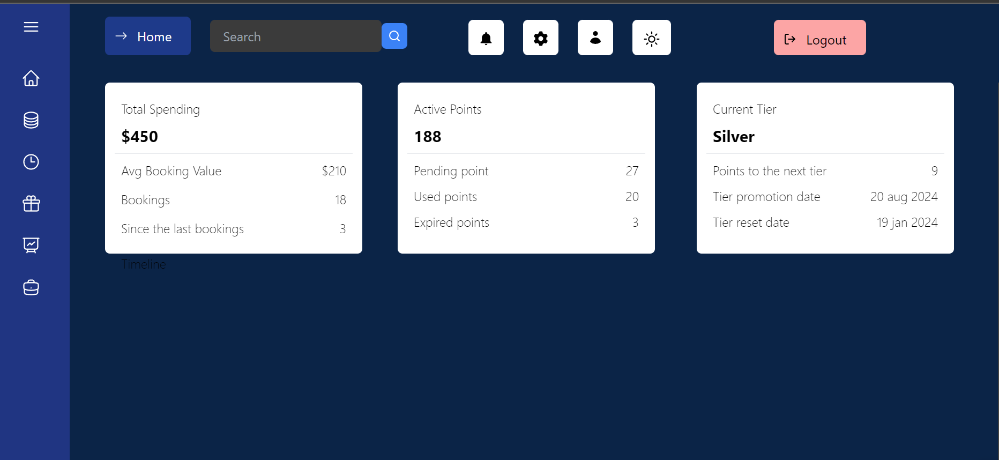 Home
Search
Logout
Total Spending
$450
Avg Booking Value $210
Bookings 18
Since the last bookings 3
Timeline
Active Points
188
Pending point 27
Used points 20
Expired points 3
Current Tier
Silver
Points to the next tier 9
Tier promotion date 20 aug 2024
Tier reset date 19 jan 2024